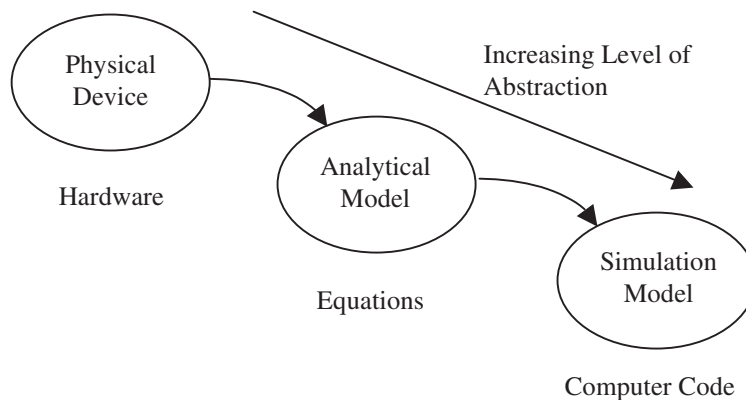 Physical
Device
Increasing Level of
Abstraction
Hardware
Analytical
Model
Equations
Simulation
Model
Computer Code